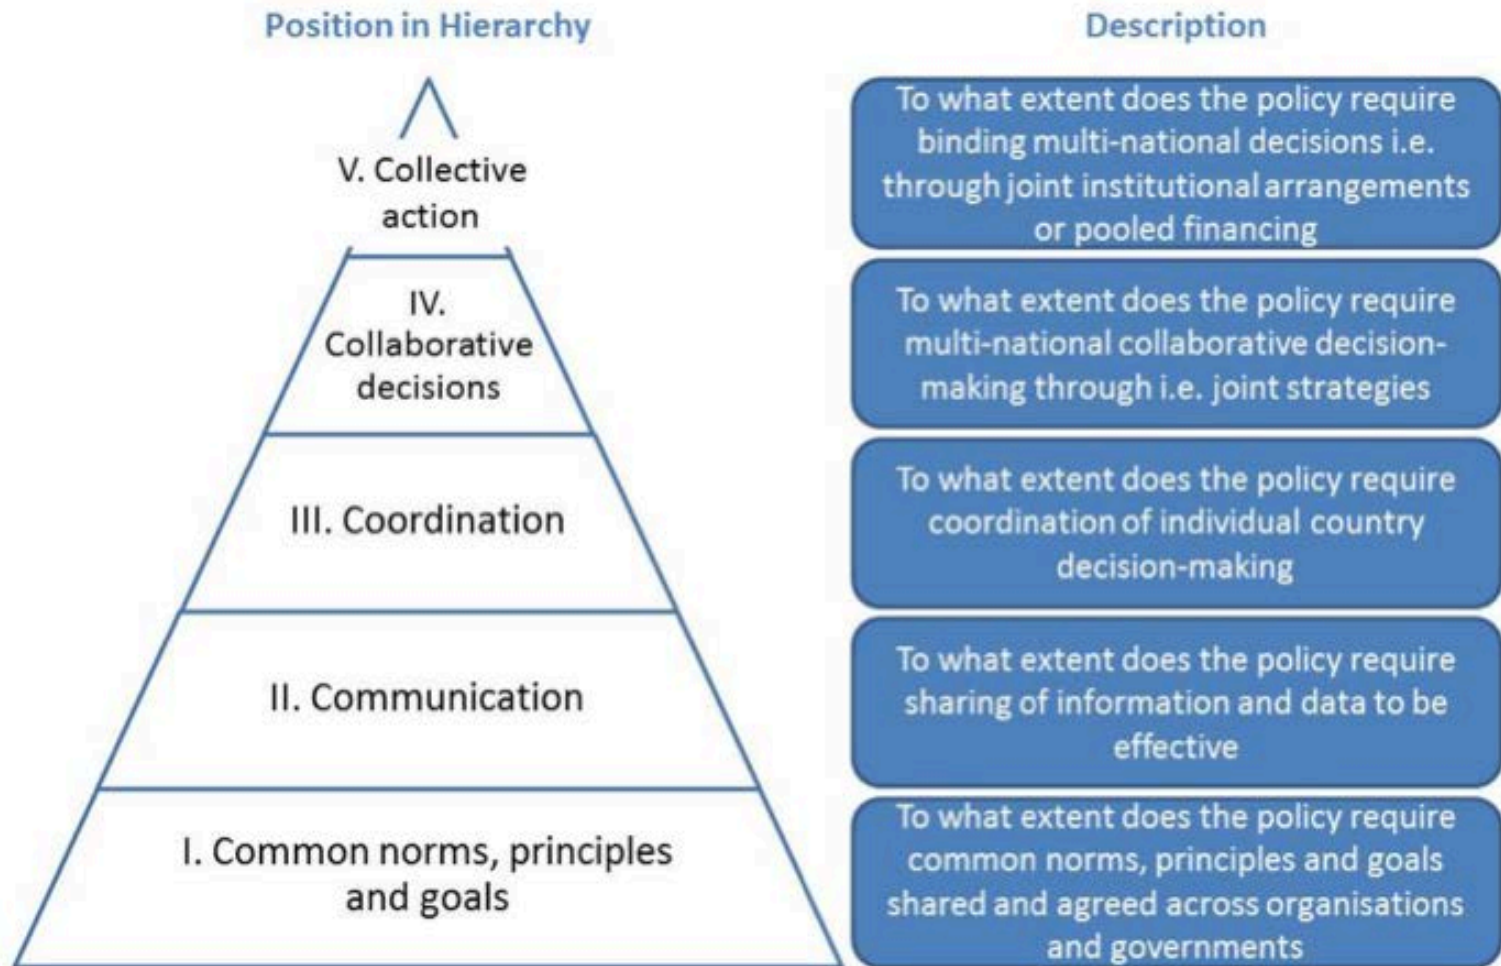 Position in Hierarchy
Description
V. Collective
action
To what extent does the policy require
binding multi-national decisions i.e.
through joint institutional arrangements
or pooled financing
IV.
Collaborative
decisions
To what extent does the policy require
multi-national collaborative decision-
making through i.e. joint strategies
III. Coordination
To what extent does the policy require
coordination of individual country
decision-making
II. Communication
To what extent does the policy require
sharing of information and data to be
effective
I. Common norms, principles
and goals
To what extent does the policy require
common norms, principles and goals
shared and agreed across organisations
and governments